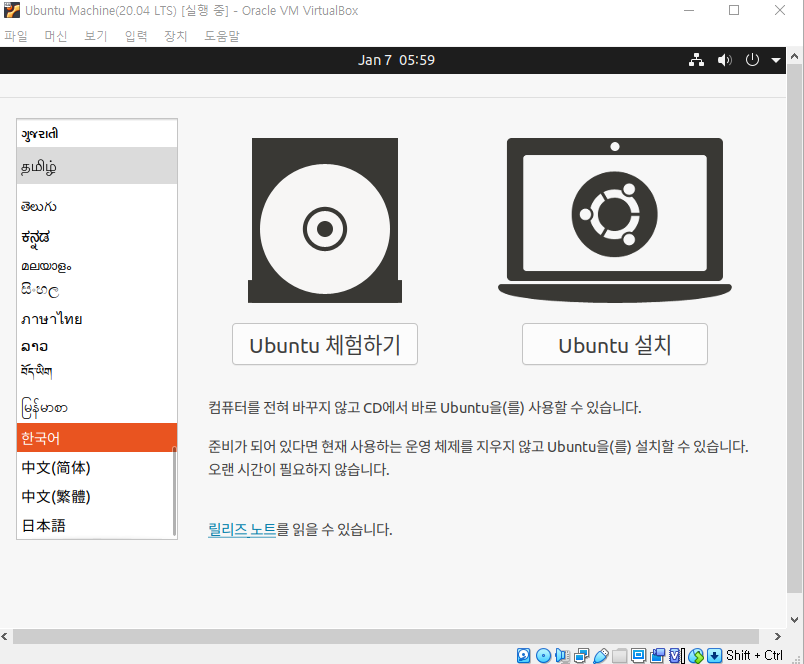 Ubuntu Machine(20.04 LTS) [실행 중] - Oracle VM VirtualBox
파일 머신 보기 입력 장치 도움말
Jan 7 05:59
ગુજરાતી
தமிழ்
తెలుగు
ಕನ್ನಡ
മലയാളം
සිංහල
ภาษาไทย
ລາວ
བོད་ཡིག
မြန်မာစာ
한국어
中文(简体)
中文(繁體)
日本語
Ubuntu 체험하기
Ubuntu 설치
컴퓨터를 전혀 바꾸지 않고 CD에서 바로 Ubuntu을(를) 사용할 수 있습니다.
준비가 되어 있다면 현재 사용하는 운영 체제를 지우지 않고 Ubuntu을(를) 설치할 수 있습니다.
오랜 시간이 필요하지 않습니다.
릴리즈 노트를 읽을 수 있습니다.
Shift + Ctrl